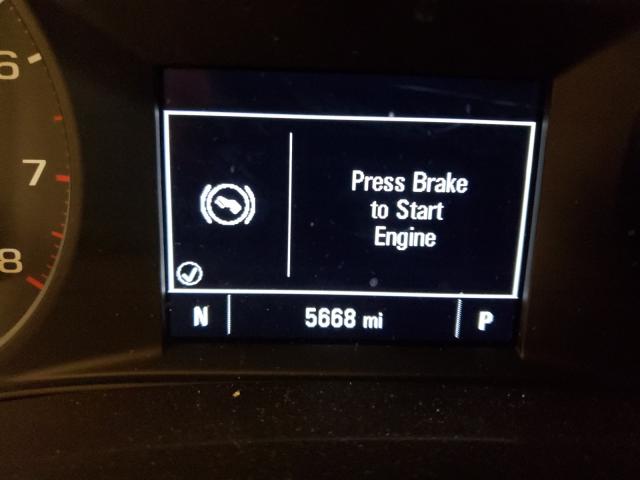 6
7
8
Press Brake
to Start
Engine
N 5668 mi P